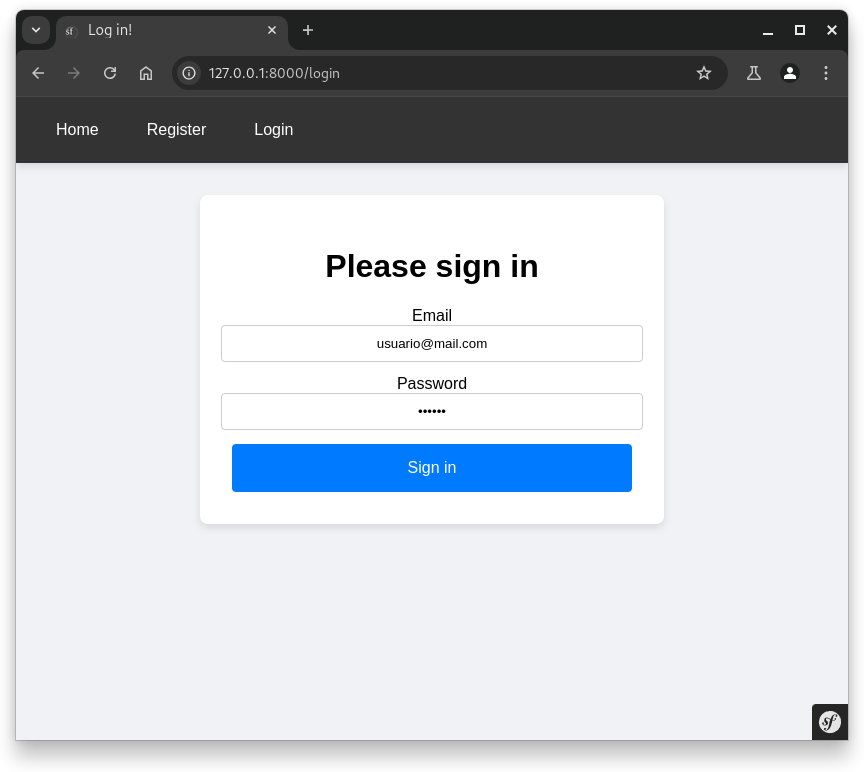 Log in!
127.0.0.1:8000/login
Home Register Login
Please sign in
Email
usuario@mail.com
Password
••••••
Sign in
sf